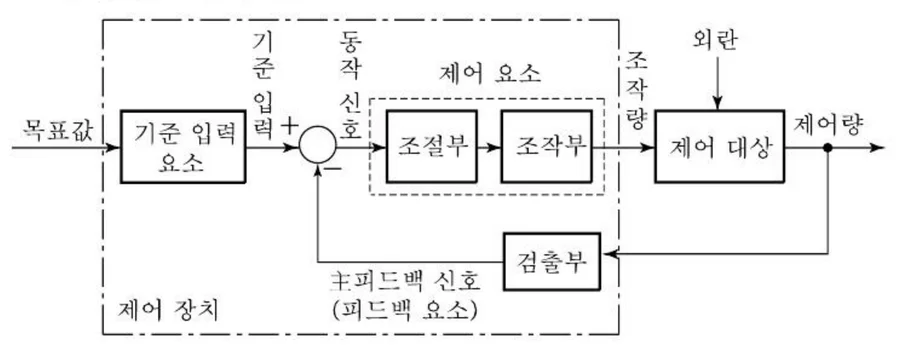 목표값
기준 입력
요소
기준 입력
+
−
동작 신호
제어 요소
조절부
조작부
조작량
외란
제어 대상
제어량
검출부
主피드백 신호
(피드백 요소)
제어 장치